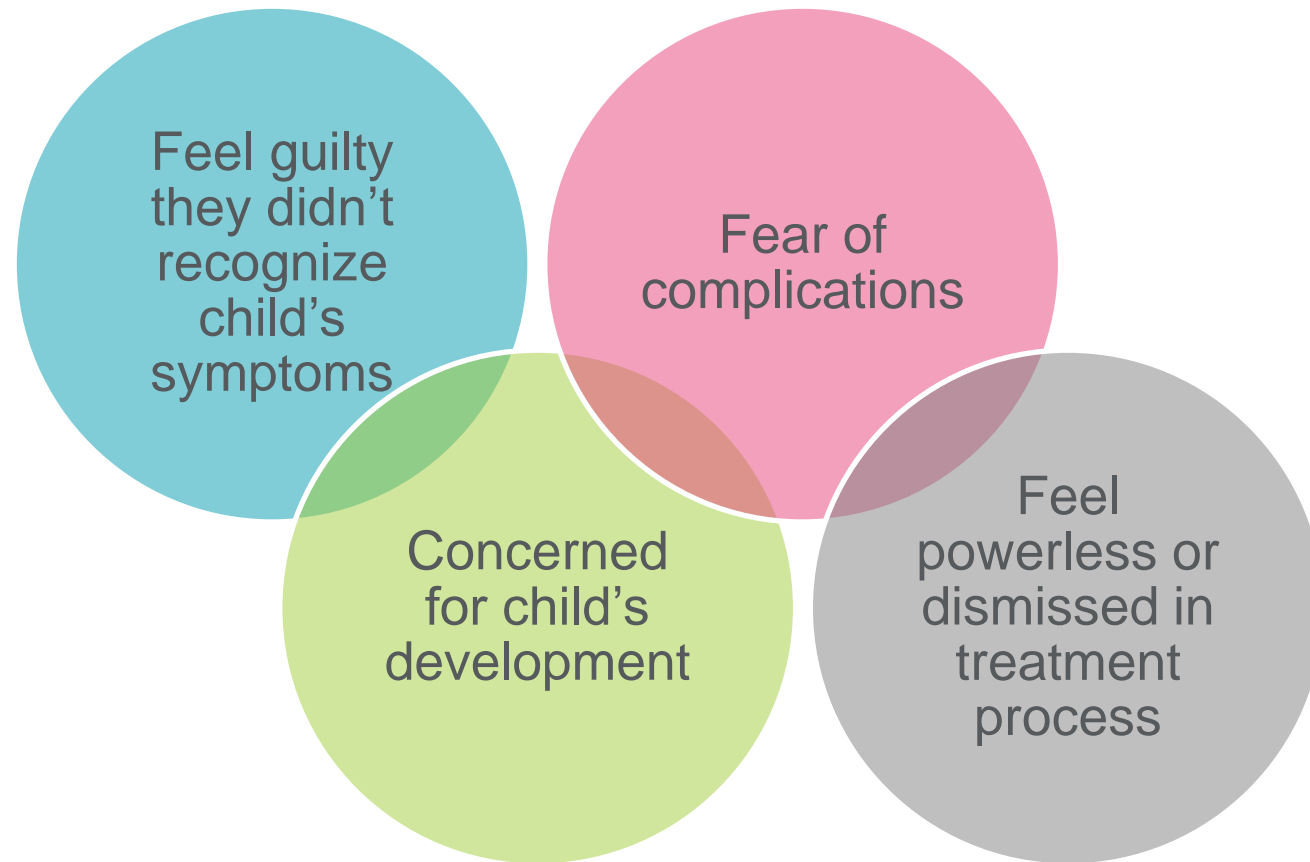 Feel guilty
they didn’t
recognize
child’s
symptoms
Fear of
complications
Concerned
for child’s
development
Feel
powerless or
dismissed in
treatment
process